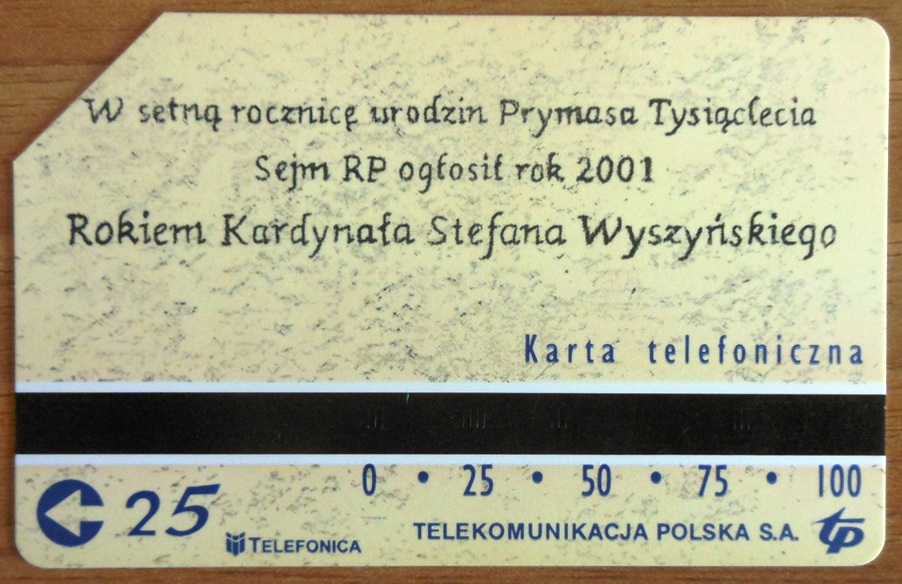 W setną rocznicę urodzin Prymasa Tysiąclecia
Sejm RP ogłosił rok 2001
Rokiem Kardynała Stefana Wyszyńskiego
Karta telefoniczna
0 • 25 • 50 • 75 • 100
25
TELEFONICA
TELEKOMUNIKACJA POLSKA S.A. tp